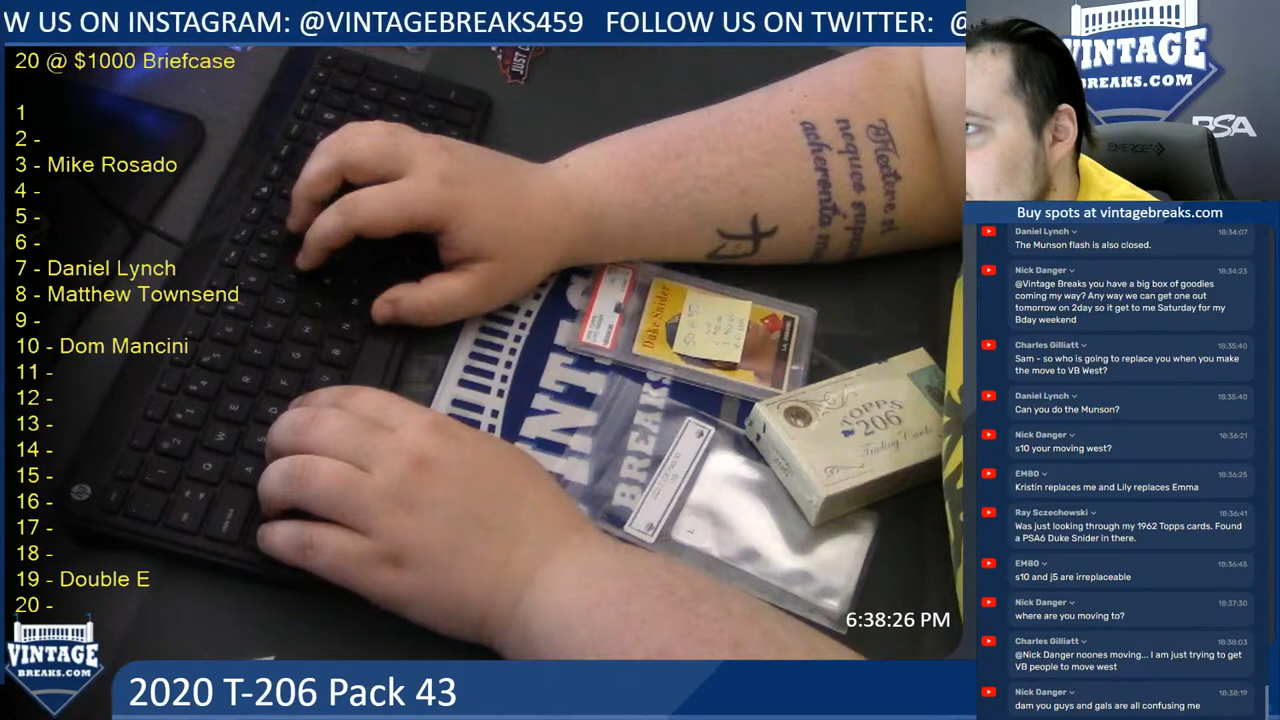 W US ON INSTAGRAM: @VINTAGEBREAKS459 FOLLOW US ON TWITTER: @
20 @ $1000 Briefcase
1
2 -
3 - Mike Rosado
4 -
5 -
6 -
7 - Daniel Lynch
8 - Matthew Townsend
9 -
10 - Dom Mancini
11 -
12 -
13 -
14 -
15 -
16 -
17 -
18 -
19 - Double E
20 -
JUST
Flectere si
neque super
acheronta m
Duke Snider
TOPPS
206
Trading Cards
VINT
BREAKS
6:38:26 PM
VINTAGE
BREAKS.COM
2020 T-206 Pack 43
VINTAGE
BREAKS.COM
PSA
EMERGE
Buy spots at vintagebreaks.com
Daniel Lynch 18:34:07
The Munson flash is also closed.
Nick Danger 18:34:23
@Vintage Breaks you have a big box of goodies
coming my way? Any way we can get one out
tomorrow on 2day so it get to me Saturday for my
Bday weekend
Charles Gilliatt 18:35:40
Sam - so who is going to replace you when you make
the move to VB West?
Daniel Lynch 18:35:40
Can you do the Munson?
Nick Danger 18:36:21
s10 your moving west?
EM80 18:36:25
Kristin replaces me and Lily replaces Emma
Ray Sczechowski 18:36:41
Was just looking through my 1962 Topps cards. Found
a PSA6 Duke Snider in there.
EM80 18:36:45
s10 and j5 are irreplaceable
Nick Danger 18:37:30
where are you moving to?
Charles Gilliatt 18:38:03
@Nick Danger noones moving... I am just trying to get
VB people to move west
Nick Danger 18:38:19
dam you guys and gals are all confusing me